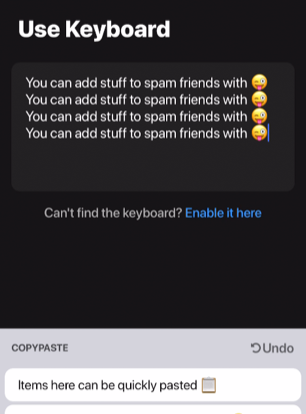 Use Keyboard
You can add stuff to spam friends with 😜
You can add stuff to spam friends with 😜
You can add stuff to spam friends with 😜
You can add stuff to spam friends with 😜
Can't find the keyboard? Enable it here
COPYPASTE Undo
Items here can be quickly pasted 📋